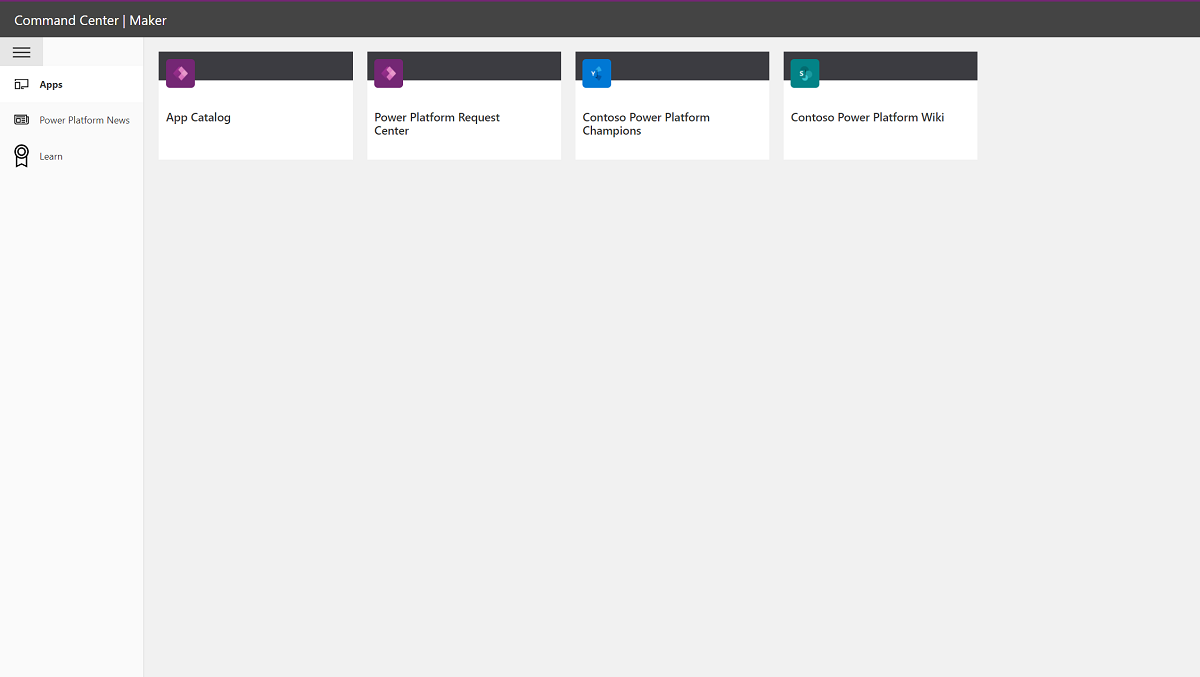 Command Center | Maker
Apps
Power Platform News
Learn
App Catalog
Power Platform Request
Center
Contoso Power Platform
Champions
Contoso Power Platform Wiki
Y
S